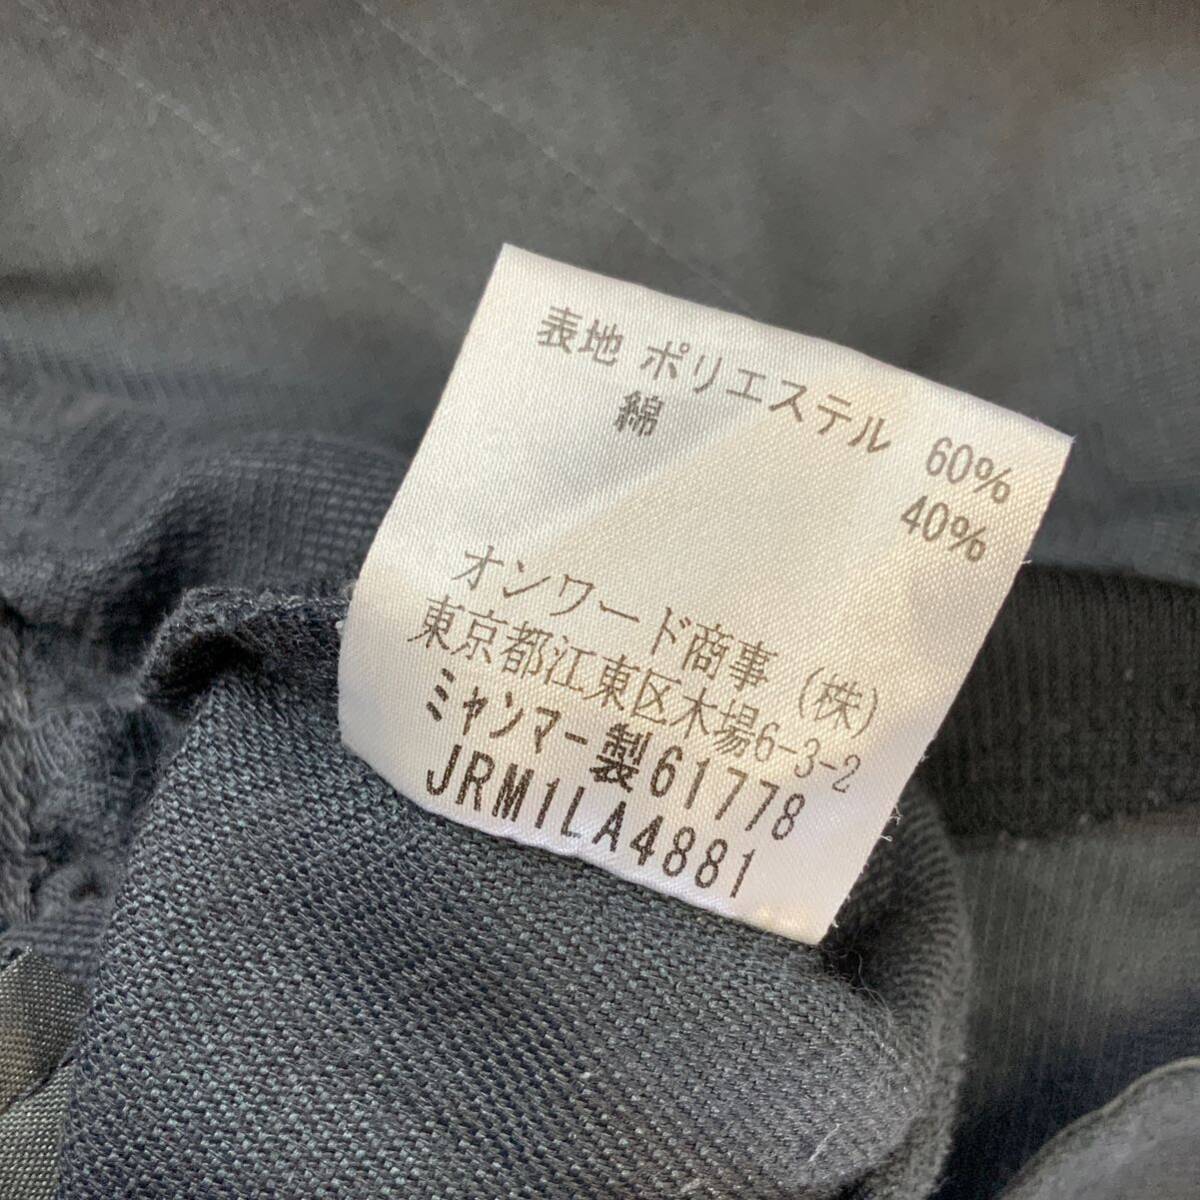 表地 ポリエステル 60%
綿 40%
オンワード商事(株)
東京都江東区木場6-3-2
ミャンマー製61778
JRM1LA4881